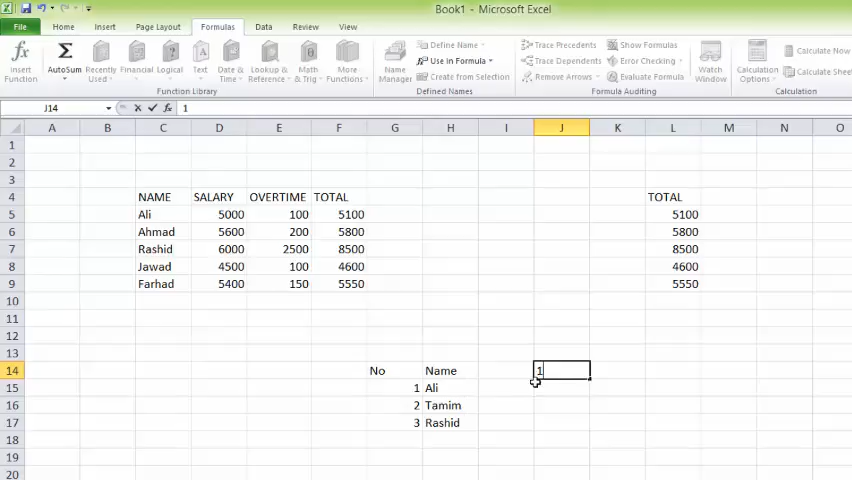 Book1 - Microsoft Excel
File Home Insert Page Layout Formulas Data Review View
fx Insert Function
Σ AutoSum
Recently Used
Financial
Logical
A Text
Date & Time
Lookup & Reference
θ Math & Trig
More Functions
Function Library
Name Manager
Define Name
Use in Formula
Create from Selection
Defined Names
Trace Precedents
Trace Dependents
Remove Arrows
Show Formulas
Error Checking
Evaluate Formula
Formula Auditing
Watch Window
Calculation Options
Calculate Now
Calculate Shee
Calculation
J14 fx 1
A B C D E F G H I J K L M N O
1
2
3
4 NAME SALARY OVERTIME TOTAL TOTAL
5 Ali 5000 100 5100 5100
6 Ahmad 5600 200 5800 5800
7 Rashid 6000 2500 8500 8500
8 Jawad 4500 100 4600 4600
9 Farhad 5400 150 5550 5550
10
11
12
13
14 No Name 1
15 1 Ali
16 2 Tamim
17 3 Rashid
18
19
20